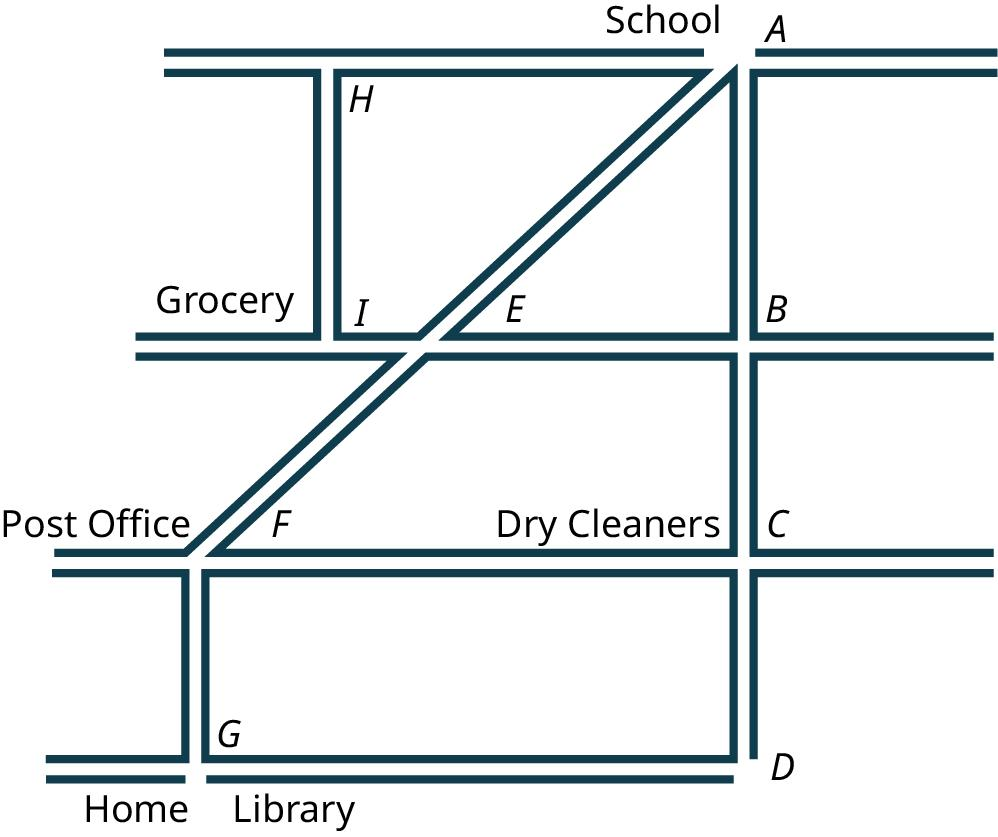 School
A
H
Grocery
I
E
B
Post Office
F
Dry Cleaners
C
G
D
Home
Library